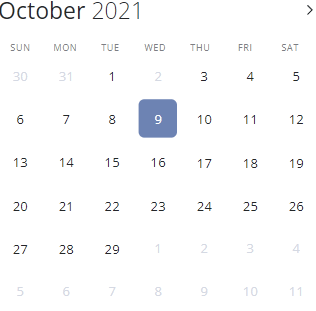 October 2021 >
SUN MON TUE WED THU FRI SAT
30 31 1 2 3 4 5
6 7 8 9 10 11 12
13 14 15 16 17 18 19
20 21 22 23 24 25 26
27 28 29 1 2 3 4
5 6 7 8 9 10 11